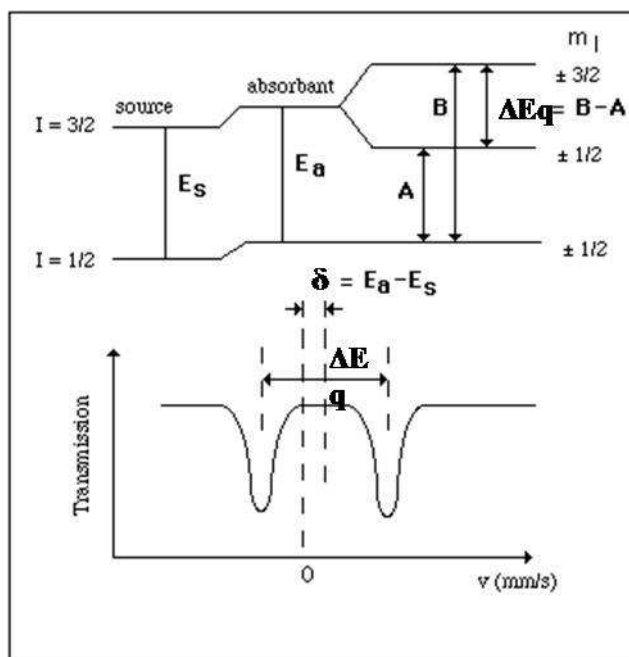 m I
± 3/2
absorbant
source
B
ΔEq = B-A
I = 3/2
± 1/2
E s
E a
A
I = 1/2
± 1/2
δ = E a - E s
ΔE
q
Transmission
0
v (mm/s)